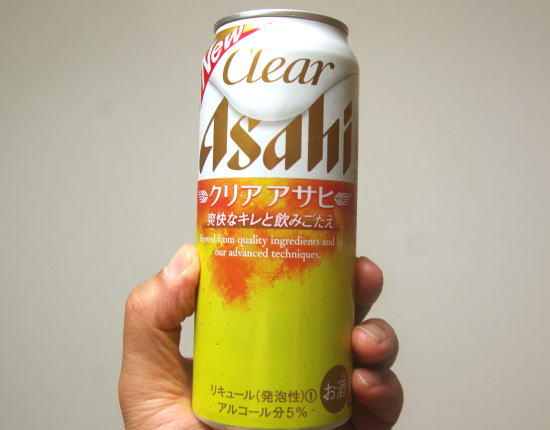 New
Clear
Asahi
クリア アサヒ
爽快なキレと飲みごたえ
Brewed from quality ingredients and by
our advanced techniques.
リキュール(発泡性)①
アルコール分5%
お酒